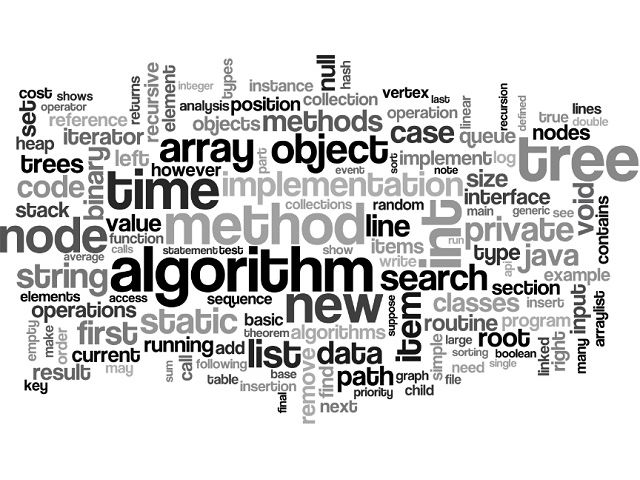 null
hash
types
integer
instance
cost
shows
operator
returns
recursive
element
analysis
position
collection
vertex
last
linear
recursion
defined
true
lines
double
set
reference
iterator
objects
methods
operation
case
queue
nodes
heap
trees
left
array
object
part
sort
implement
log
tree
however
event
note
code
binary
time
implementation
size
interface
void
contains
stack
value
collections
random
main
generic
see
node
function
method
line
int
run
private
calls
statement
test
show
items
type
java
average
write
api
string
algorithm
search
example
elements
access
sequence
new
suppose
item
section
classes
insert
input
arraylist
operations
first
static
basic
theorem
algorithms
routine
program
empty
make
order
current
running
add
list
data
simple
large
root
sorting
boolean
linked
right
many
result
may
sum
call
following
base
remove
find
path
graph
need
single
key
table
insertion
priority
child
file
final
next